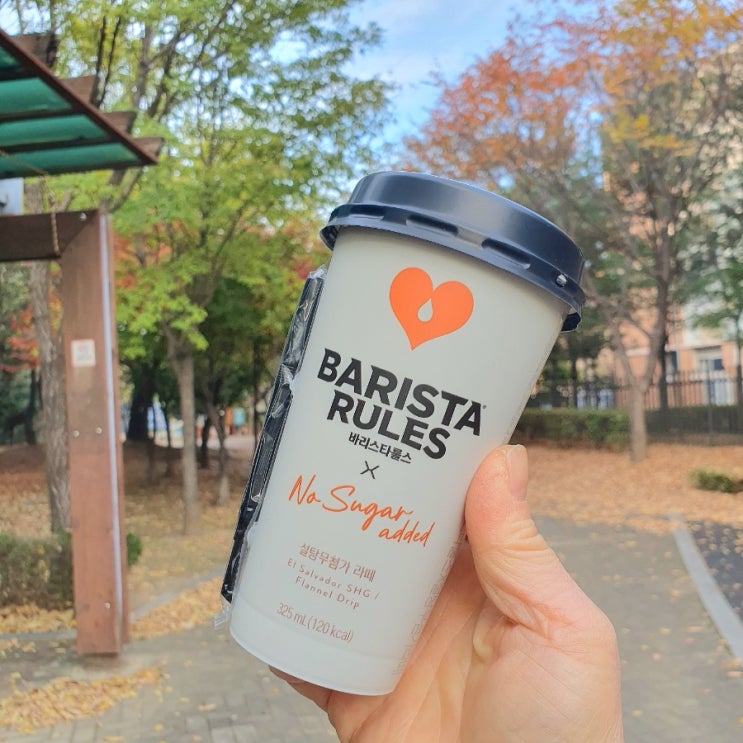 BARISTA
RULES
바리스타룰스
X
No Sugar
added
설탕무첨가 라떼
El Salvador SHG /
Flannel Drip
325 mL(120 kcal)